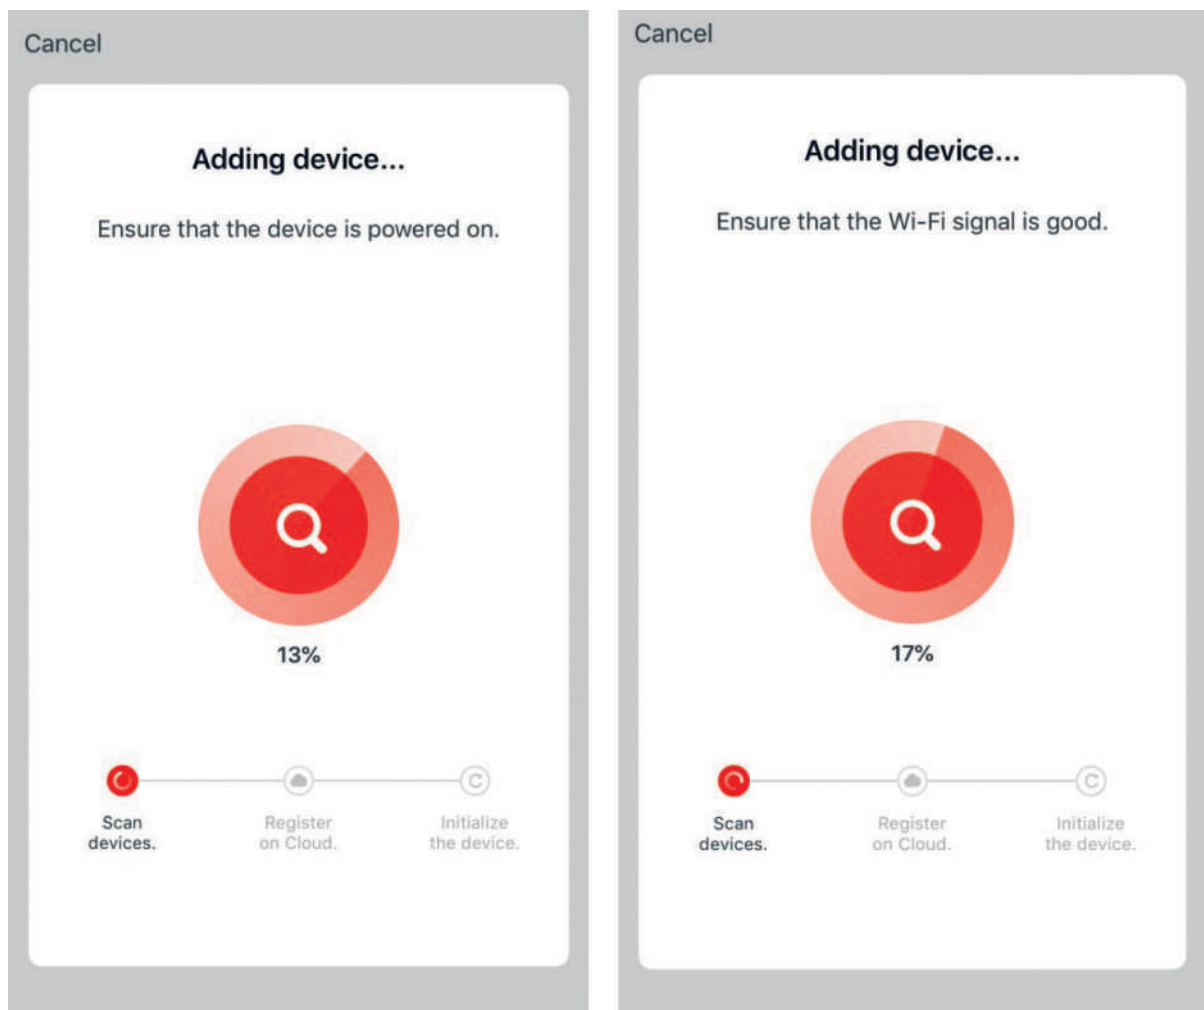 Cancel
Adding device...
Ensure that the device is powered on.
13%
Scan
devices.
Register
on Cloud.
Initialize
the device.
Cancel
Adding device...
Ensure that the Wi-Fi signal is good.
17%
Scan
devices.
Register
on Cloud.
Initialize
the device.